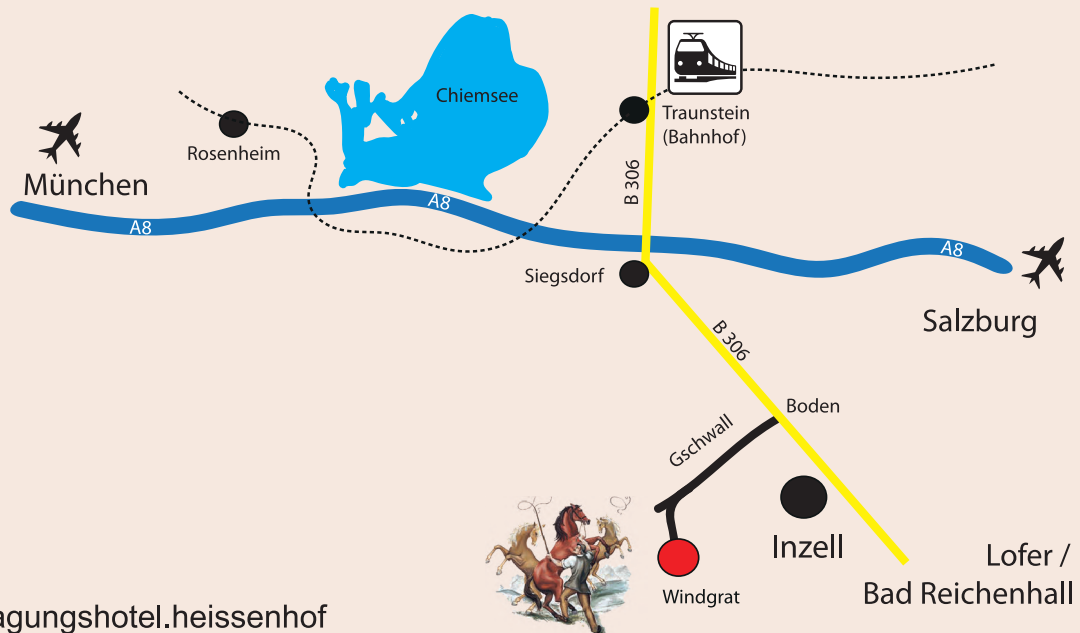 Chiemsee
Traunstein
(Bahnhof)
Rosenheim
München
B 306
A8
A8
A8
Siegsdorf
Salzburg
B 306
Boden
Gschwall
Inzell
Lofer /
Bad Reichenhall
Windgrat
agungshotel.heissenhof